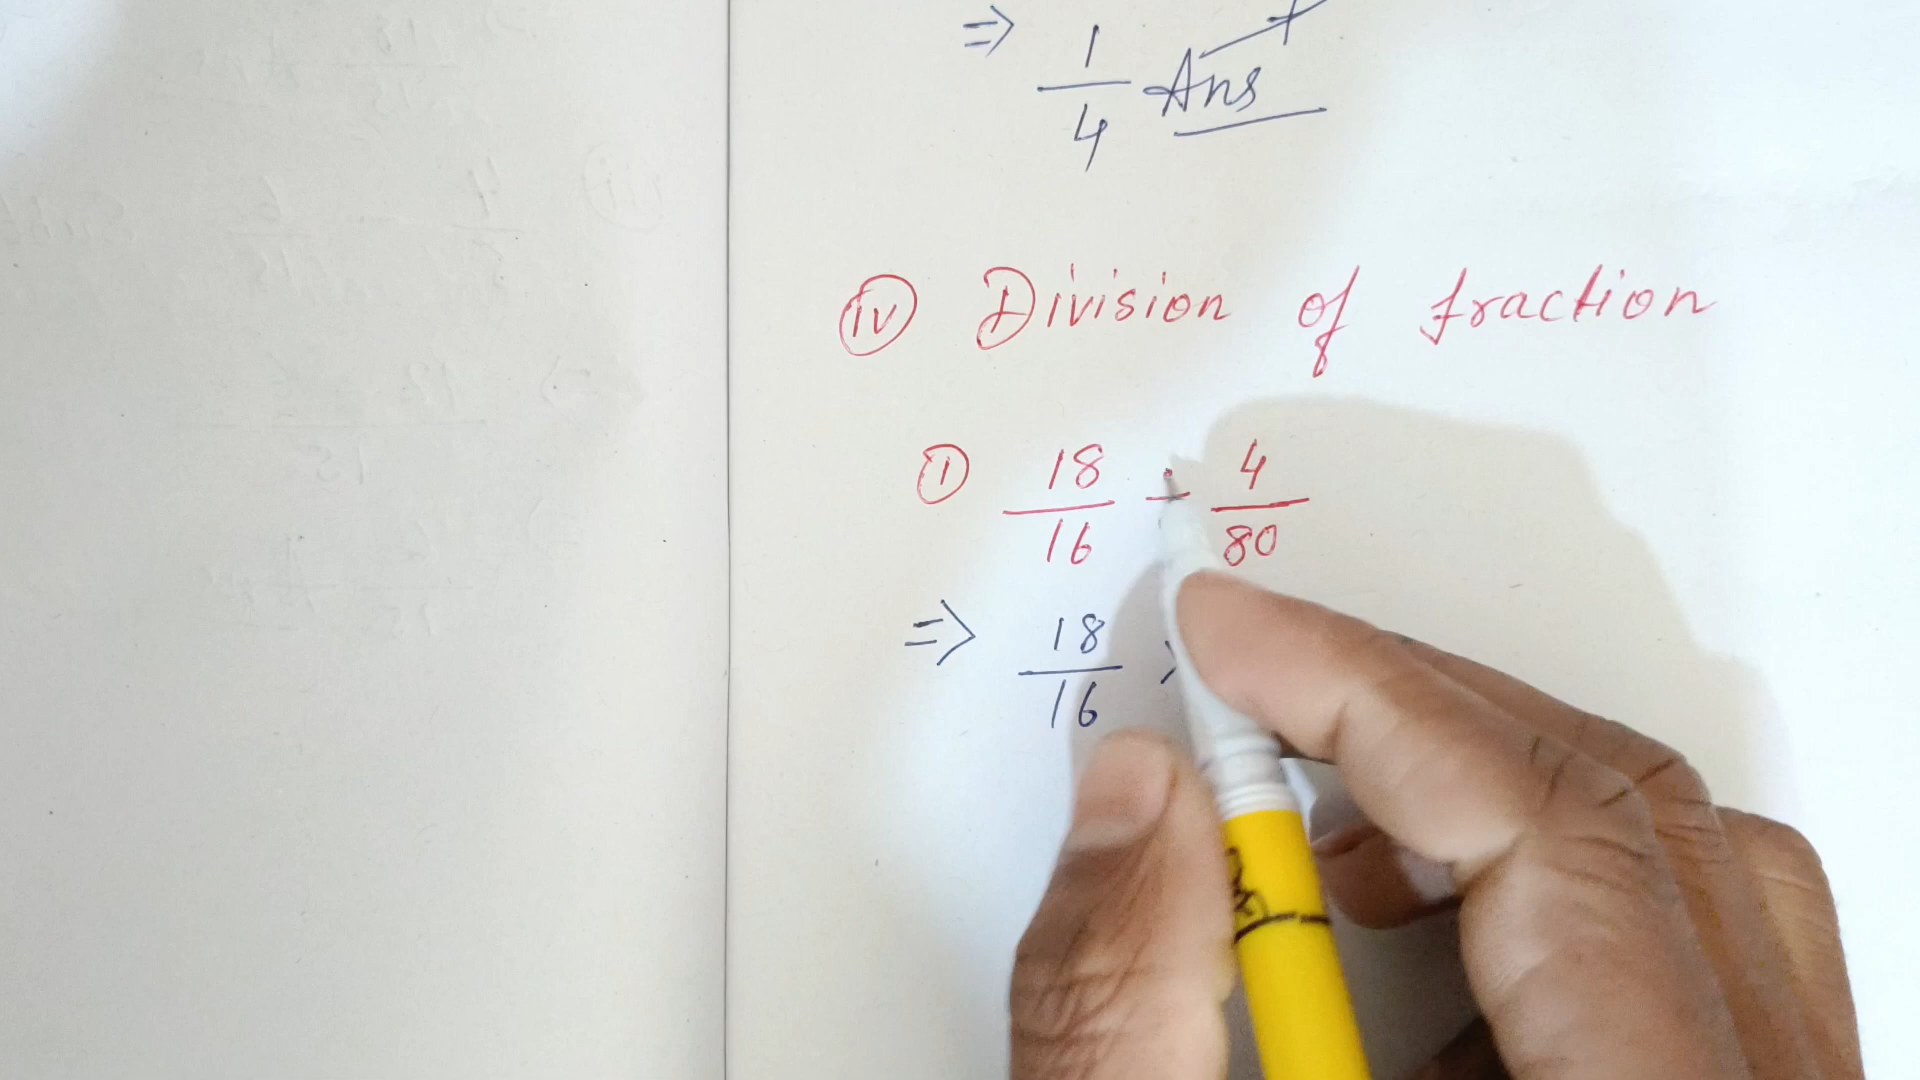 ⇒ 1/4 Ans
(iv) Division of fraction
(1) 18/16 ÷ 4/80
⇒ 18/16 ×